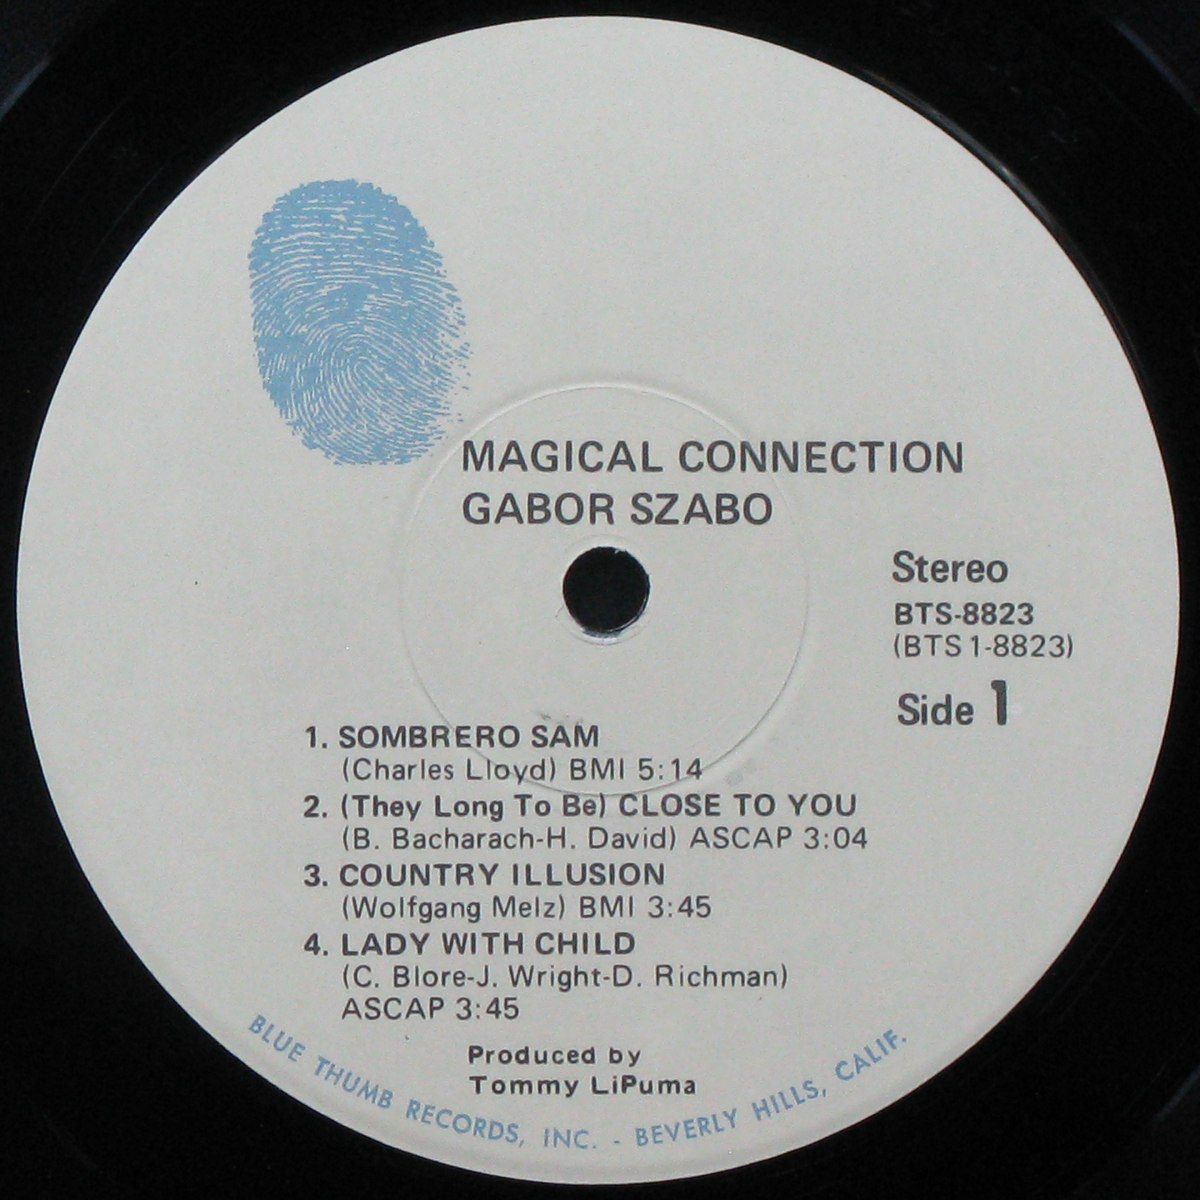 MAGICAL CONNECTION
GABOR SZABO
Stereo
BTS-8823
(BTS 1-8823)
Side 1
1. SOMBRERO SAM
(Charles Lloyd) BMI 5:14
2. (They Long To Be) CLOSE TO YOU
(B. Bacharach-H. David) ASCAP 3:04
3. COUNTRY ILLUSION
(Wolfgang Melz) BMI 3:45
4. LADY WITH CHILD
(C. Blore-J. Wright-D. Richman)
ASCAP 3:45
Produced by
Tommy LiPuma
BLUE THUMB RECORDS, INC. - BEVERLY HILLS, CALIF.